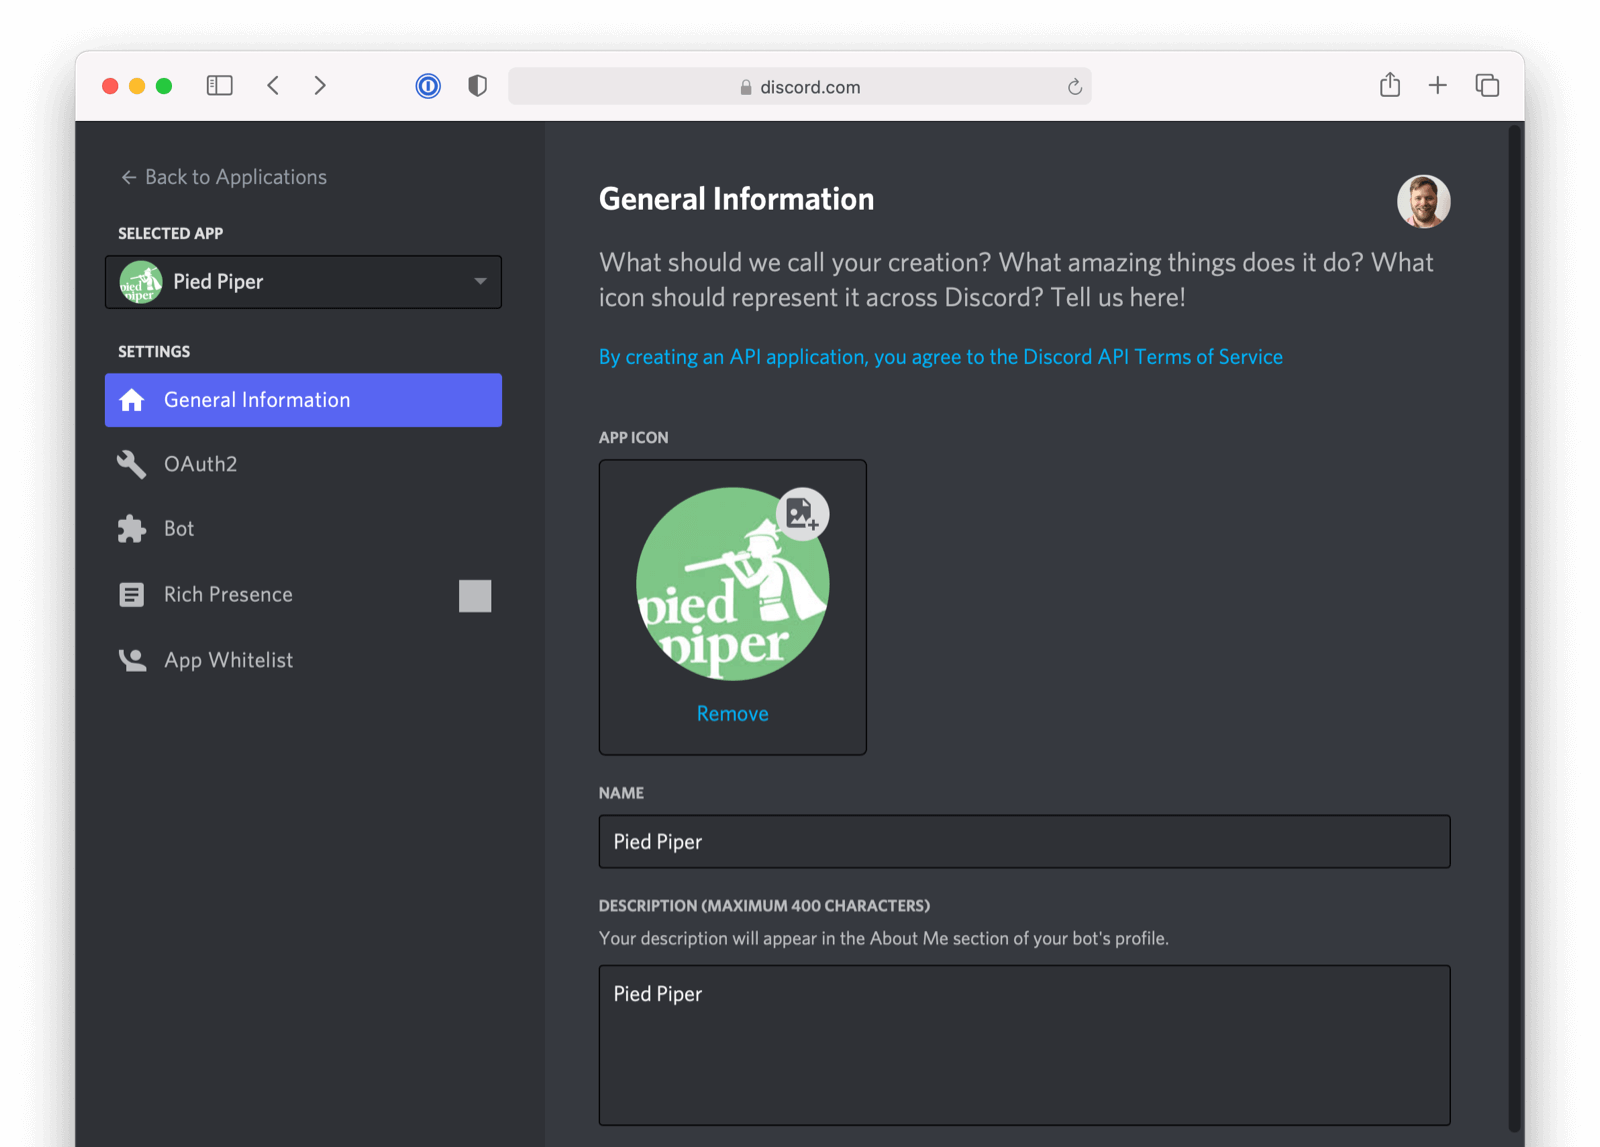 discord.com
Back to Applications
SELECTED APP
pied
piper
Pied Piper
SETTINGS
General Information
OAuth2
Bot
Rich Presence
App Whitelist
General Information
What should we call your creation? What amazing things does it do? What
icon should represent it across Discord? Tell us here!
By creating an API application, you agree to the Discord API Terms of Service
APP ICON
pied
piper
Remove
NAME
Pied Piper
DESCRIPTION (MAXIMUM 400 CHARACTERS)
Your description will appear in the About Me section of your bot's profile.
Pied Piper